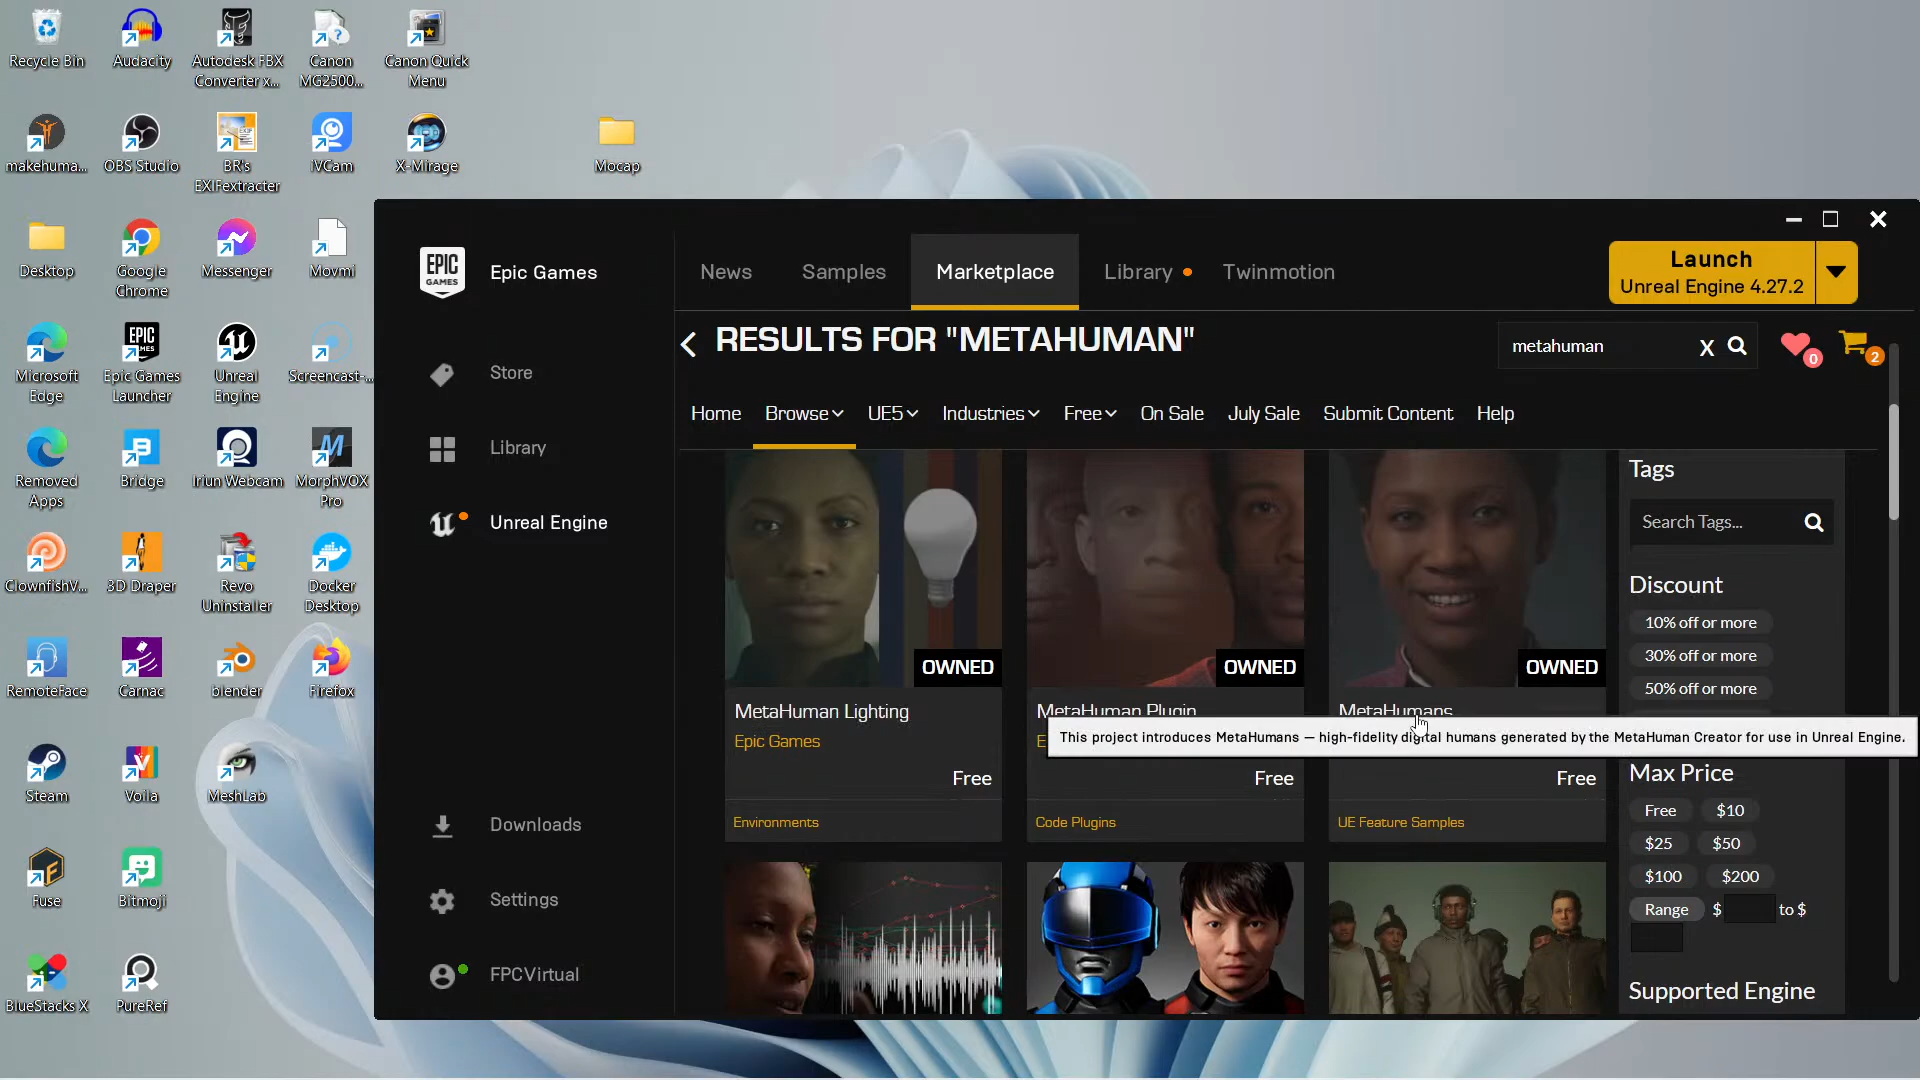 Recycle Bin
Audacity
Autodesk FBX
Converter x...
Canon
MG2500...
Canon Quick
Menu
makehuma...
OBS Studio
BR's
EXIFextracter
iVCam
X-Mirage
Mocap
Desktop
Google
Chrome
Messenger
Movmi
Microsoft
Edge
EPIC
GAMES
Epic Games
Launcher
Unreal
Engine
Screencast-...
Removed
Apps
Bridge
Iriun Webcam
MorphVOX
Pro
ClownfishV...
3D Draper
Revo
Uninstaller
Docker
Desktop
RemoteFace
Carnac
blender
Firefox
Steam
Voila
MeshLab
Fuse
Bitmoji
BlueStacks X
PureRef
EPIC
GAMES
Epic Games
Store
Library
Unreal Engine
Downloads
Settings
FPCVirtual
News
Samples
Marketplace
Library
Twinmotion
Launch
Unreal Engine 4.27.2
RESULTS FOR "METAHUMAN"
metahuman
X
0
2
Home
Browse
UE5
Industries
Free
On Sale
July Sale
Submit Content
Help
OWNED
MetaHuman Lighting
Epic Games
Free
Environments
OWNED
MetaHuman Plugin
E
Free
Code Plugins
OWNED
MetaHumans
This project introduces MetaHumans — high-fidelity digital humans generated by the MetaHuman Creator for use in Unreal Engine.
Free
UE Feature Samples
Tags
Search Tags...
Discount
10% off or more
30% off or more
50% off or more
Max Price
Free
$10
$25
$50
$100
$200
Range
$
to $
Supported Engine